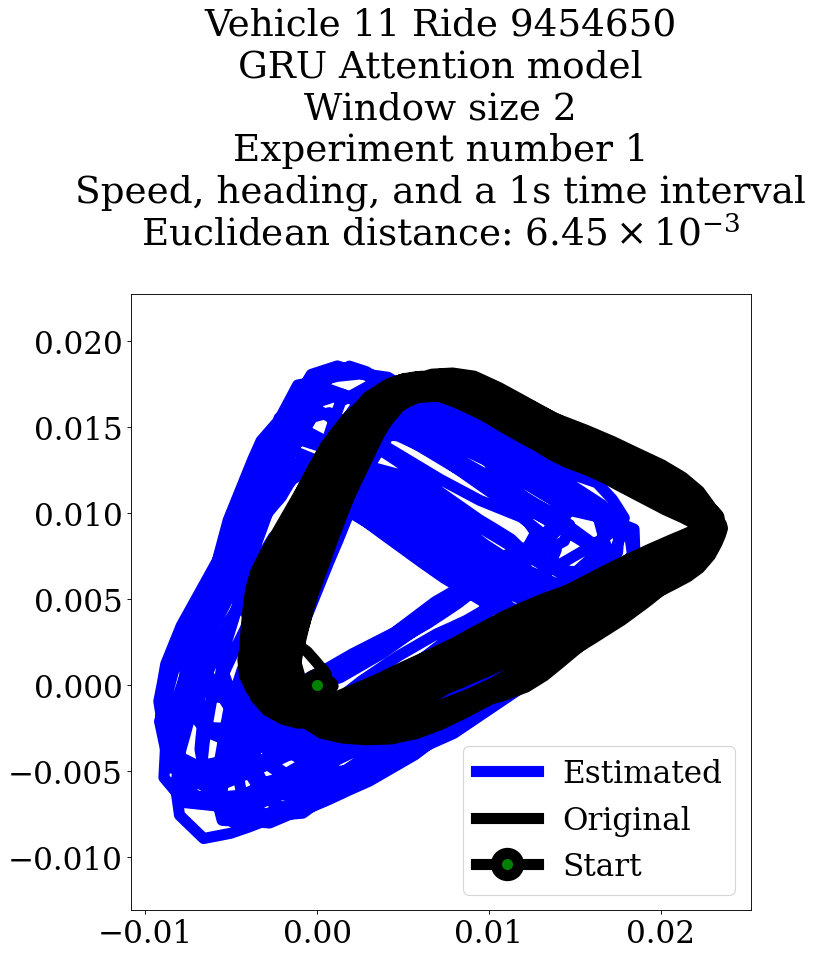 Vehicle 11 Ride 9454650
GRU Attention model
Window size 2
Experiment number 1
Speed, heading, and a 1s time interval
Euclidean distance: 6.45 × 10⁻³
0.020
0.015
0.010
0.005
0.000
−0.005
−0.010
Estimated
Original
Start
−0.01 0.00 0.01 0.02